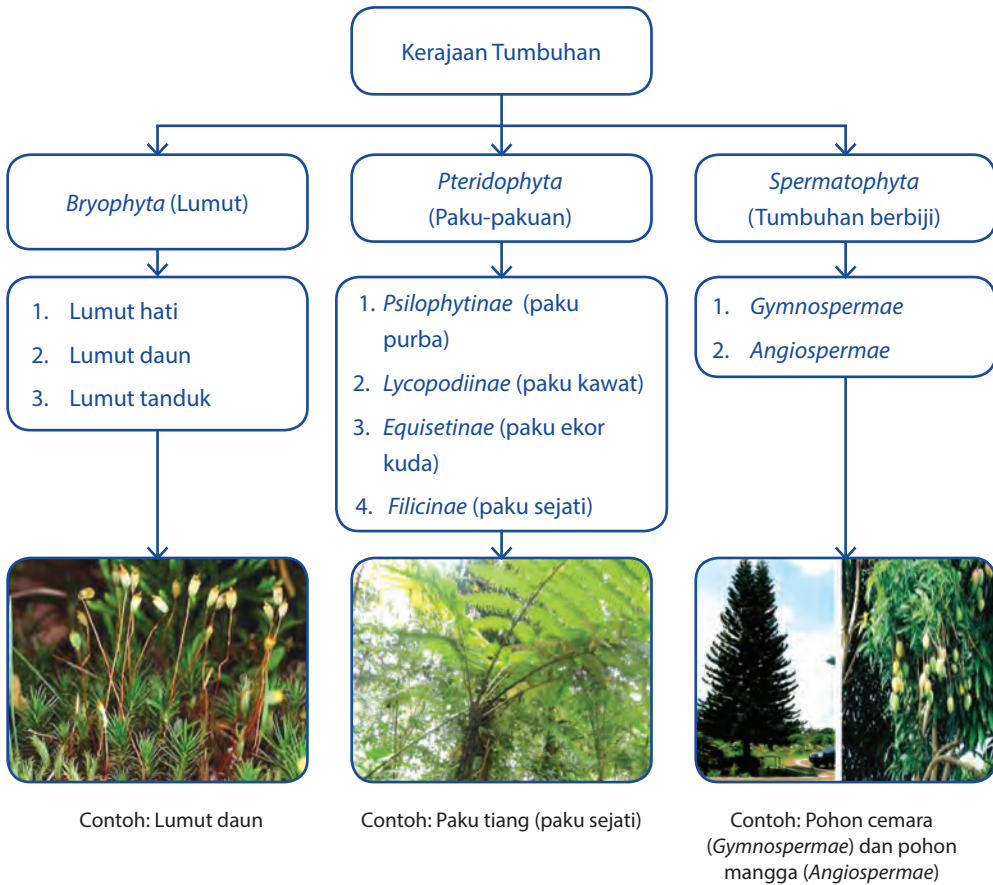 Kerajaan Tumbuhan
Bryophyta (Lumut)
Pteridophyta
(Paku-pakuan)
Spermatophyta
(Tumbuhan berbiji)
1. Lumut hati
2. Lumut daun
3. Lumut tanduk
1. Psilophytinae (paku
purba)
2. Lycopodiinae (paku kawat)
3. Equisetinae (paku ekor
kuda)
4. Filicinae (paku sejati)
1. Gymnospermae
2. Angiospermae
Contoh: Lumut daun
Contoh: Paku tiang (paku sejati)
Contoh: Pohon cemara
(Gymnospermae) dan pohon
mangga (Angiospermae)